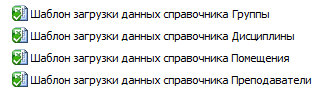 Шаблон загрузки данных справочника Группы
Шаблон загрузки данных справочника Дисциплины
Шаблон загрузки данных справочника Помещения
Шаблон загрузки данных справочника Преподаватели